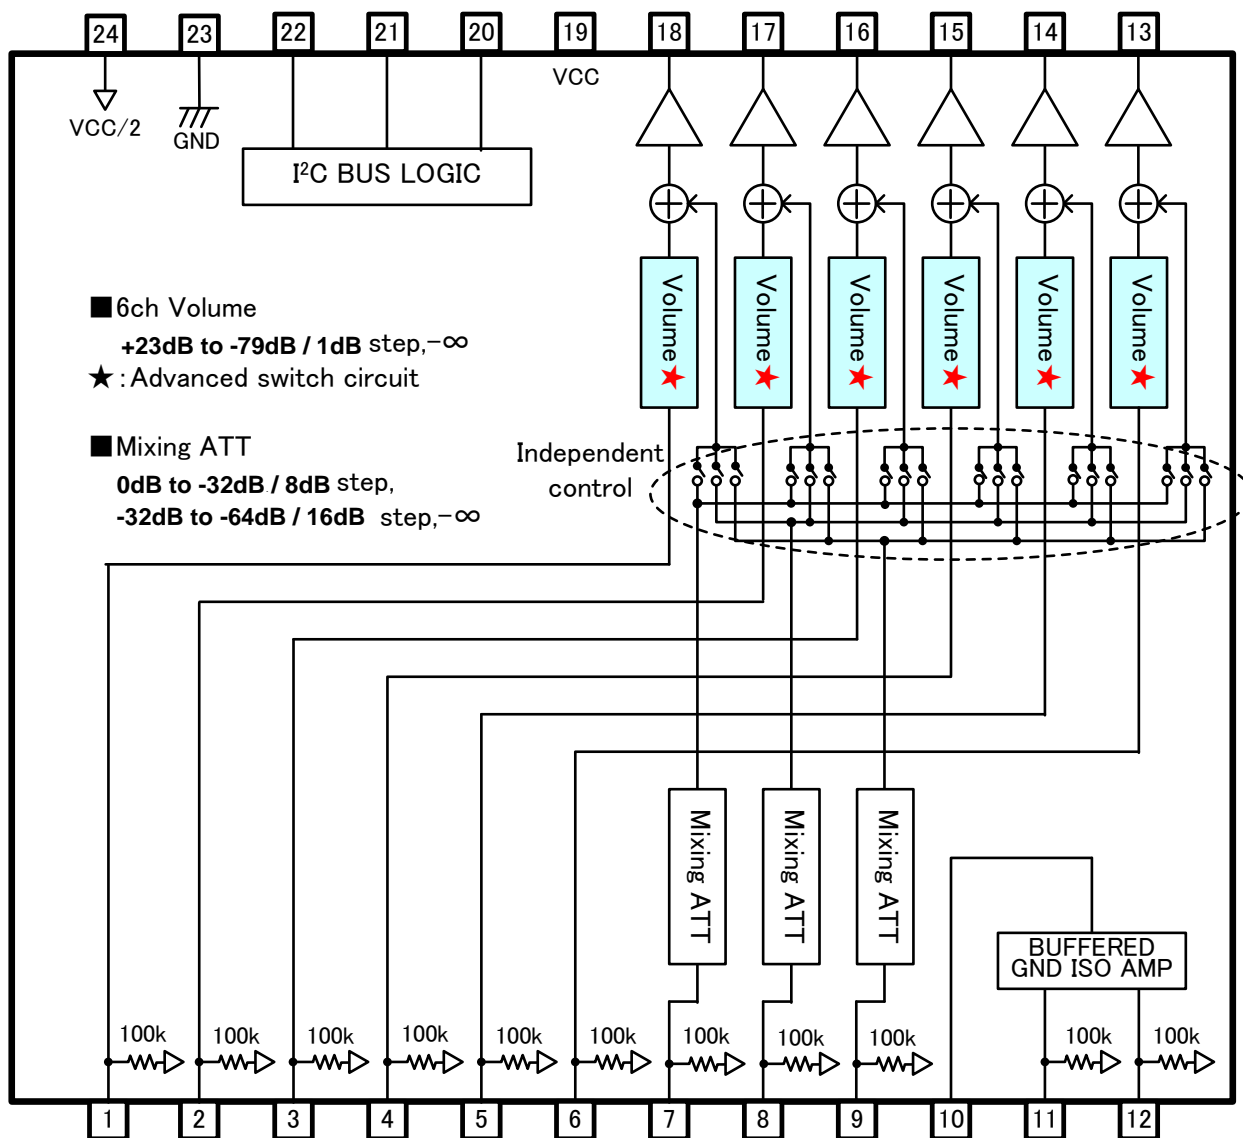 24 23 22 21 20 19 18 17 16 15 14 13
VCC
VCC/2
GND
I²C BUS LOGIC
Volume★ Volume★ Volume★ Volume★ Volume★ Volume★
■6ch Volume
+23dB to -79dB / 1dB step,-∞
★:Advanced switch circuit
■Mixing ATT
0dB to -32dB / 8dB step,
-32dB to -64dB / 16dB step,-∞
Independent
control
Mixing ATT Mixing ATT Mixing ATT
BUFFERED
GND ISO AMP
100k 100k 100k 100k 100k 100k 100k 100k 100k 100k 100k
1 2 3 4 5 6 7 8 9 10 11 12